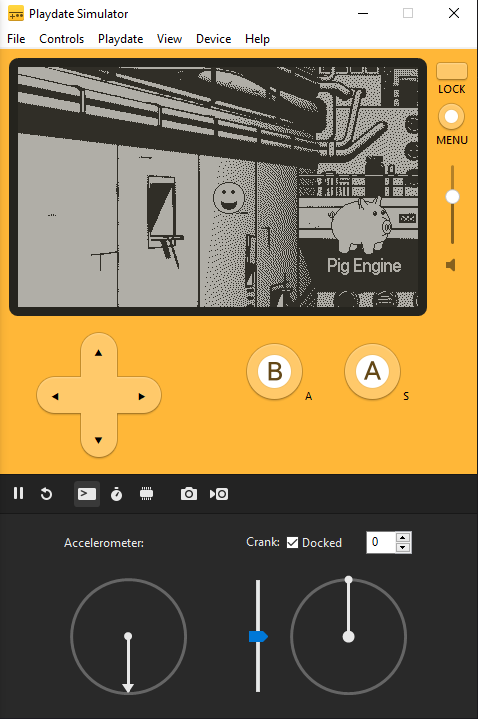 Playdate Simulator
File Controls Playdate View Device Help
LOCK
MENU
Pig Engine
B A A S
Accelerometer: Crank: Docked 0